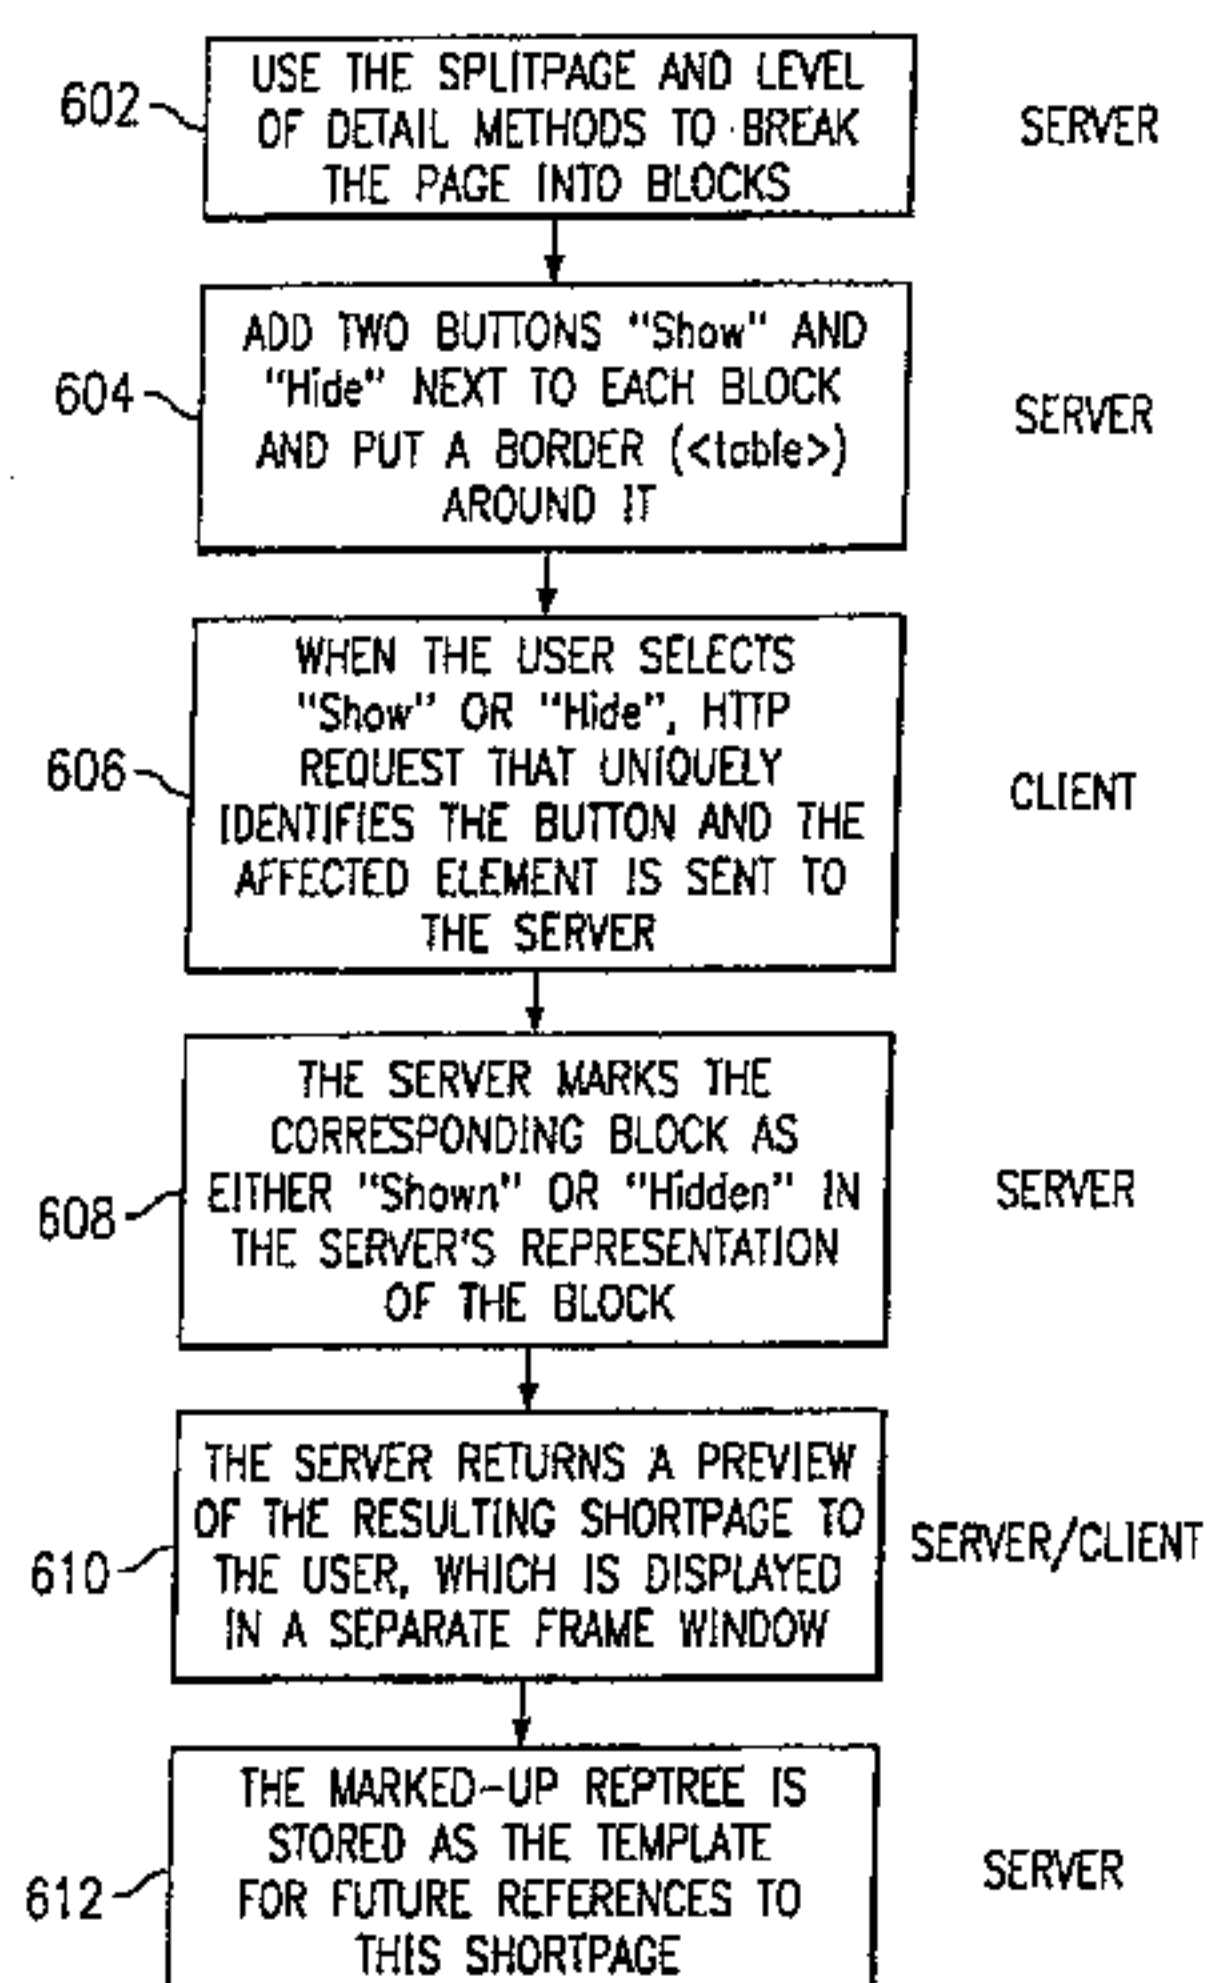 USE THE SPLITPAGE AND LEVEL
OF DETAIL METHODS TO BREAK
THE PAGE INTO BLOCKS
602
SERVER
ADD TWO BUTTONS "Show" AND
"Hide" NEXT TO EACH BLOCK
AND PUT A BORDER (<table>)
AROUND IT
604
SERVER
WHEN THE USER SELECTS
"Show" OR "Hide", HTTP
REQUEST THAT UNIQUELY
IDENTIFIES THE BUTTON AND THE
AFFECTED ELEMENT IS SENT TO
THE SERVER
606
CLIENT
THE SERVER MARKS THE
CORRESPONDING BLOCK AS
EITHER "Shown" OR "Hidden" IN
THE SERVER'S REPRESENTATION
OF THE BLOCK
608
SERVER
THE SERVER RETURNS A PREVIEW
OF THE RESULTING SHORTPAGE TO
THE USER, WHICH IS DISPLAYED
IN A SEPARATE FRAME WINDOW
610
SERVER/CLIENT
THE MARKED-UP REPTREE IS
STORED AS THE TEMPLATE
FOR FUTURE REFERENCES TO
THIS SHORTPAGE
612
SERVER